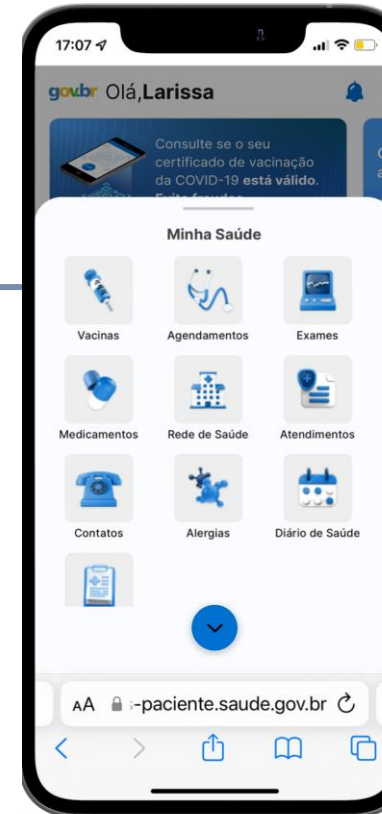 17:07
gov.br Olá,Larissa
Consulte se o seu
certificado de vacinação
da COVID-19 está válido.
Minha Saúde
Vacinas Agendamentos Exames
Medicamentos Rede de Saúde Atendimentos
Contatos Alergias Diário de Saúde
AA -paciente.saude.gov.br